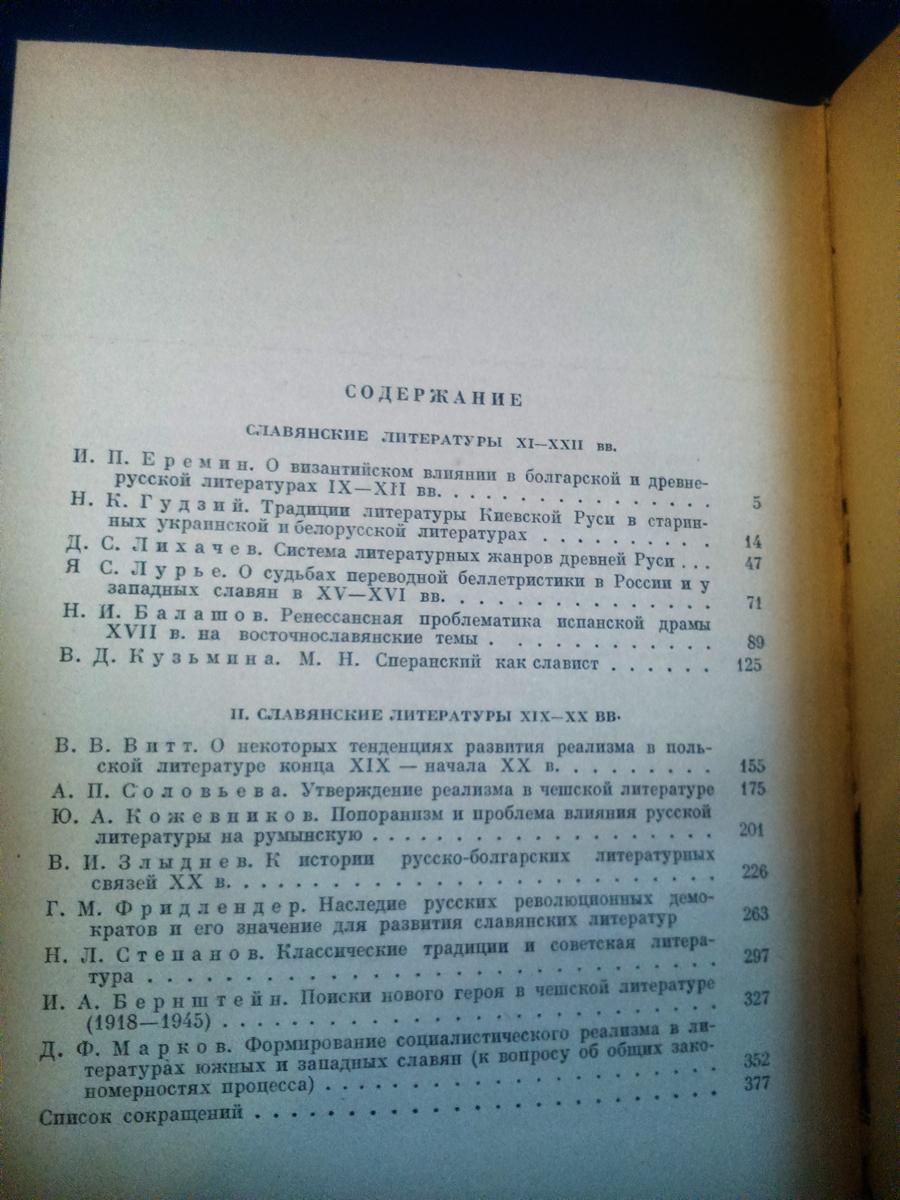 СОДЕРЖАНИЕ
СЛАВЯНСКИЕ ЛИТЕРАТУРЫ XI—XXII вв.
И. П. Еремин. О византийском влиянии в болгарской и древне-
русской литературах IX—XII вв. . . . . . . . . . . . . . 5
Н. К. Гудзий. Традиции литературы Киевской Руси в старин-
ных украинской и белорусской литературах . . . . . . . . . . 14
Д. С. Лихачев. Система литературных жанров древней Руси . . . 47
Я С. Лурье. О судьбах переводной беллетристики в России и у
западных славян в XV—XVI вв. . . . . . . . . . . . . . . 71
Н. И. Балашов. Ренессансная проблематика испанской драмы
XVII в. на восточнославянские темы . . . . . . . . . . . . 89
В. Д. Кузьмина. М. Н. Сперанский как славист . . . . . . 125
II. СЛАВЯНСКИЕ ЛИТЕРАТУРЫ XIX—XX ВВ.
В. В. Витт. О некоторых тенденциях развития реализма в поль-
ской литературе конца XIX — начала XX в. . . . . . . . . 155
А. П. Соловьева. Утверждение реализма в чешской литературе 175
Ю. А. Кожевников. Попоранизм и проблема влияния русской
литературы на румынскую . . . . . . . . . . . . . . . . . 201
В. И. Злыднев. К истории русско-болгарских литературных
связей XX в. . . . . . . . . . . . . . . . . . . . . . . . 226
Г. М. Фридлендер. Наследие русских революционных демо-
кратов и его значение для развития славянских литератур 263
Н. Л. Степанов. Классические традиции и советская литера-
тура . . . . . . . . . . . . . . . . . . . . . . . . . . . 297
И. А. Бернштейн. Поиски нового героя в чешской литературе
(1918—1945) . . . . . . . . . . . . . . . . . . . . . . . 327
Д. Ф. Марков. Формирование социалистического реализма в ли-
тературах южных и западных славян (к вопросу об общих зако-
номерностях процесса) . . . . . . . . . . . . . . . . . . 352
Список сокращений . . . . . . . . . . . . . . . . . . . . 377